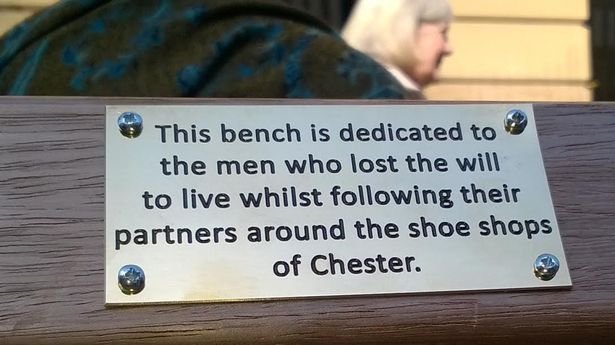 This bench is dedicated to
the men who lost the will
to live whilst following their
partners around the shoe shops
of Chester.